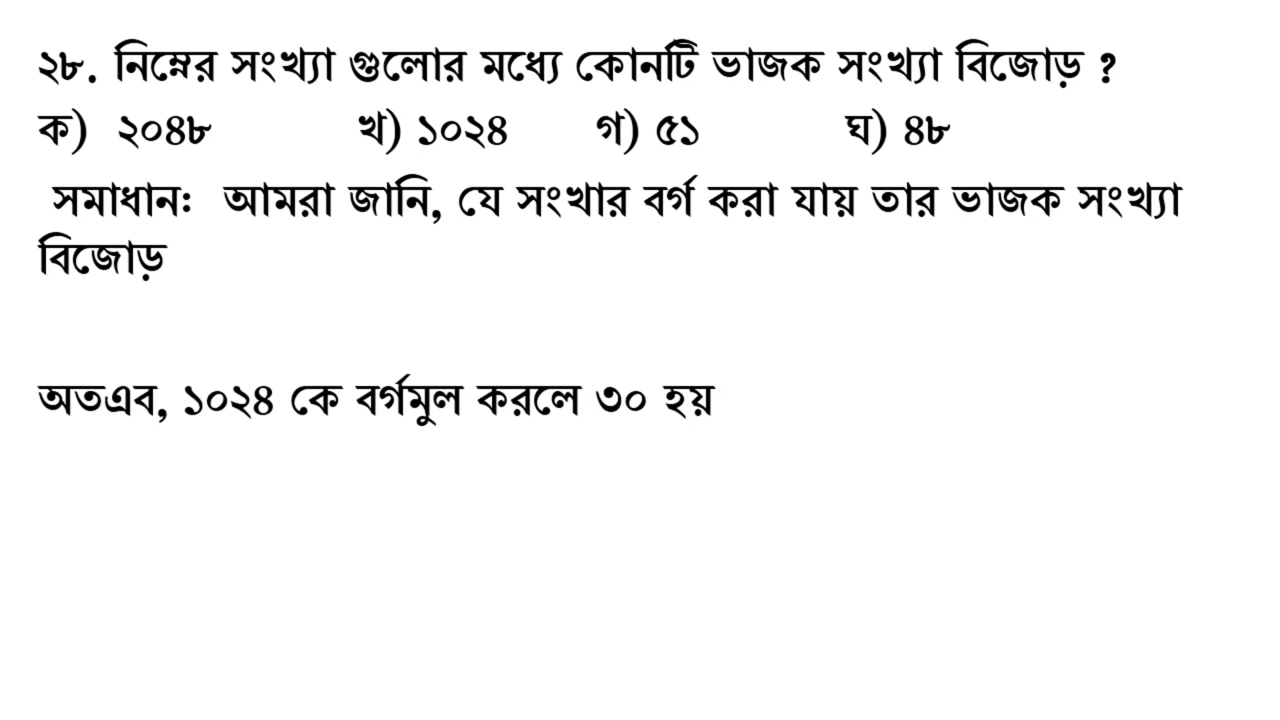 ২৮. নিম্নের সংখ্যা গুলোর মধ্যে কোনটি ভাজক সংখ্যা বিজোড় ?
ক) ২০৪৮ খ) ১০২৪ গ) ৫১ ঘ) ৪৮
সমাধানঃ আমরা জানি, যে সংখার বর্গ করা যায় তার ভাজক সংখ্যা
বিজোড়
অতএব, ১০২৪ কে বর্গমুল করলে ৩০ হয়